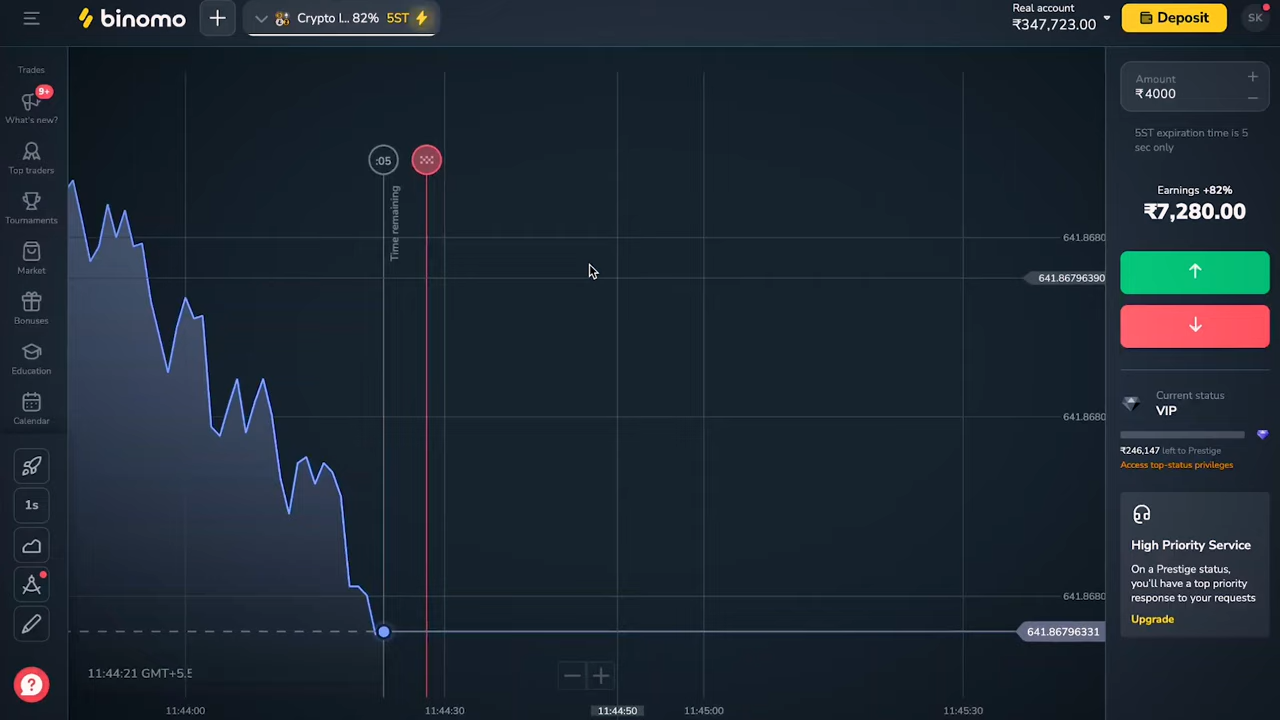 binomo
Crypto I... 82% 5ST
Real account
₹347,723.00
Deposit
SK
Trades
9+
What's new?
Top traders
Tournaments
Market
Bonuses
Education
Calendar
1s
:05
Time remaining
641.8680
641.86796390
641.8680
641.8680
641.86796331
11:44:21 GMT+5.5
11:44:00
11:44:30
11:44:50
11:45:00
11:45:30
Amount
₹4000
5ST expiration time is 5
sec only
Earnings +82%
₹7,280.00
Current status
VIP
₹246,147 left to Prestige
Access top-status privileges
High Priority Service
On a Prestige status,
you'll have a top priority
response to your requests
Upgrade